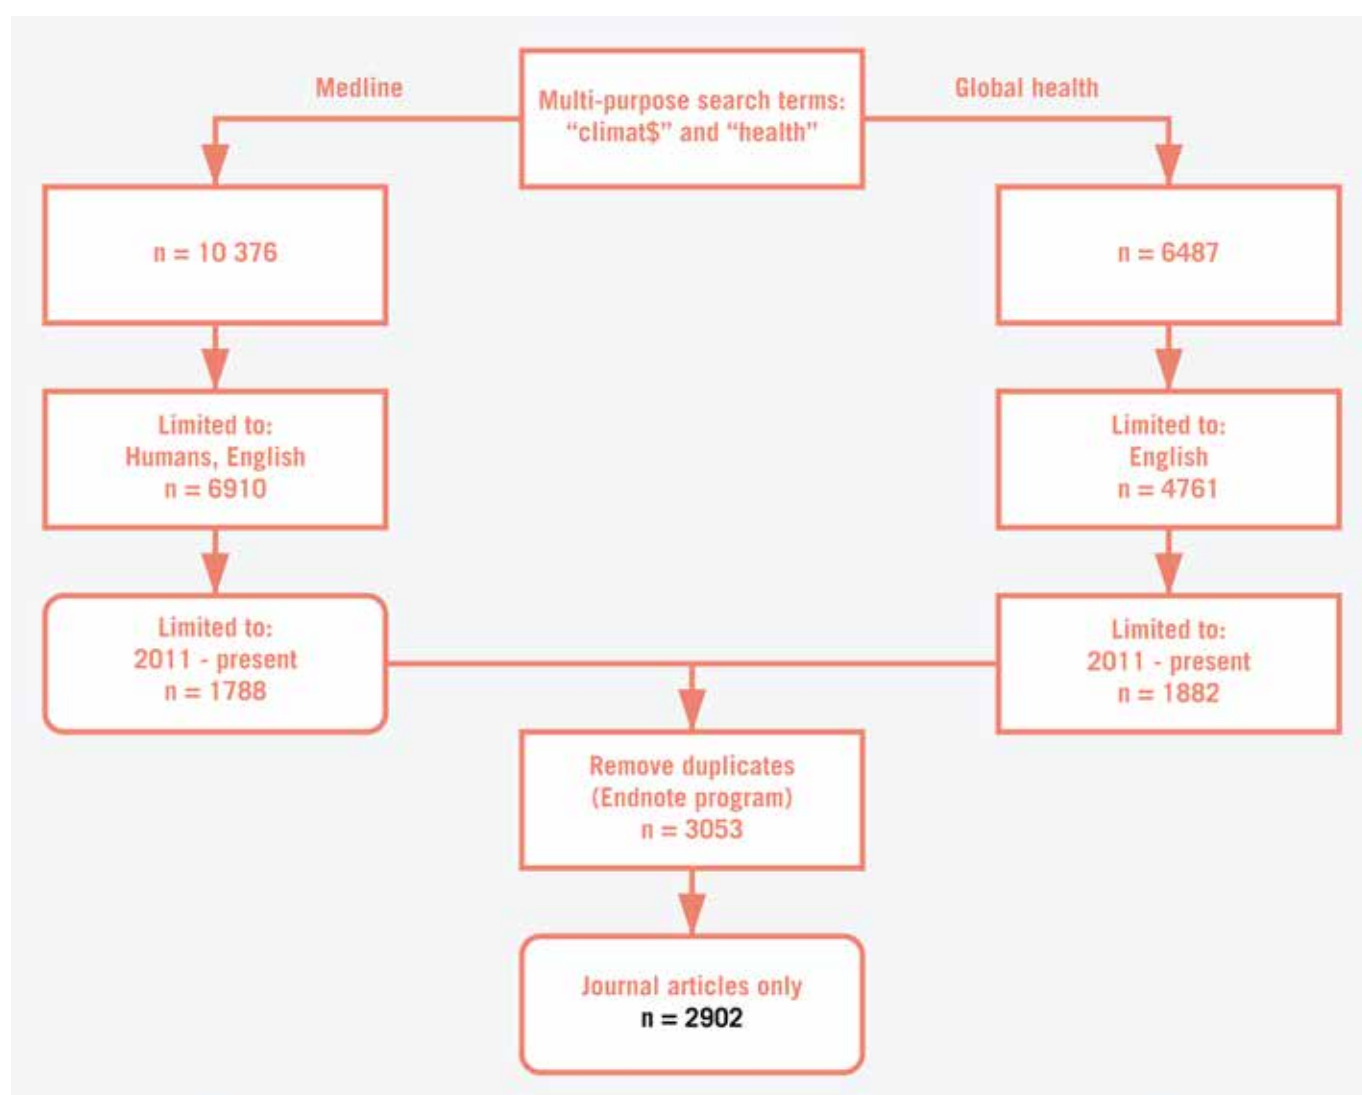 Medline
Multi-purpose search terms:
“climat$” and “health”
Global health
n = 10 376
n = 6487
Limited to:
Humans, English
n = 6910
Limited to:
English
n = 4761
Limited to:
2011 - present
n = 1788
Limited to:
2011 - present
n = 1882
Remove duplicates
(Endnote program)
n = 3053
Journal articles only
n = 2902